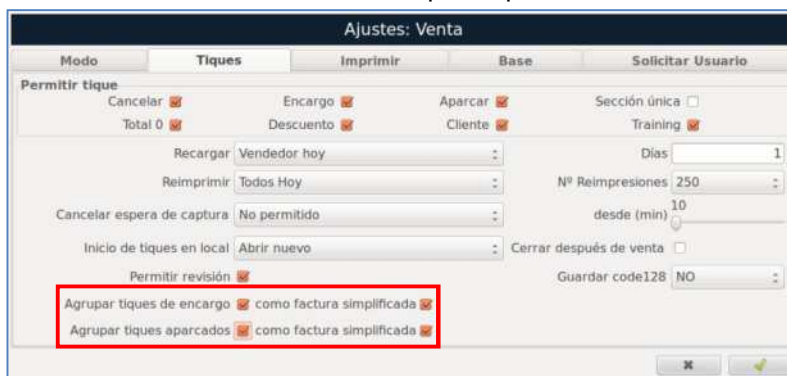 Ajustes: Venta
Modo Tiques Imprimir Base Solicitar Usuario
Permitir tique
Cancelar Encargo Aparcar Sección única
Total 0 Descuento Cliente Training
Recargar Vendedor hoy Días 1
Reimprimir Todos Hoy Nº Reimpresiones 250
Cancelar espera de captura No permitido desde (min) 10
Inicio de tiques en local Abrir nuevo Cerrar después de venta
Permitir revisión Guardar code128 NO
Agrupar tiques de encargo como factura simplificada
Agrupar tiques aparcados como factura simplificada